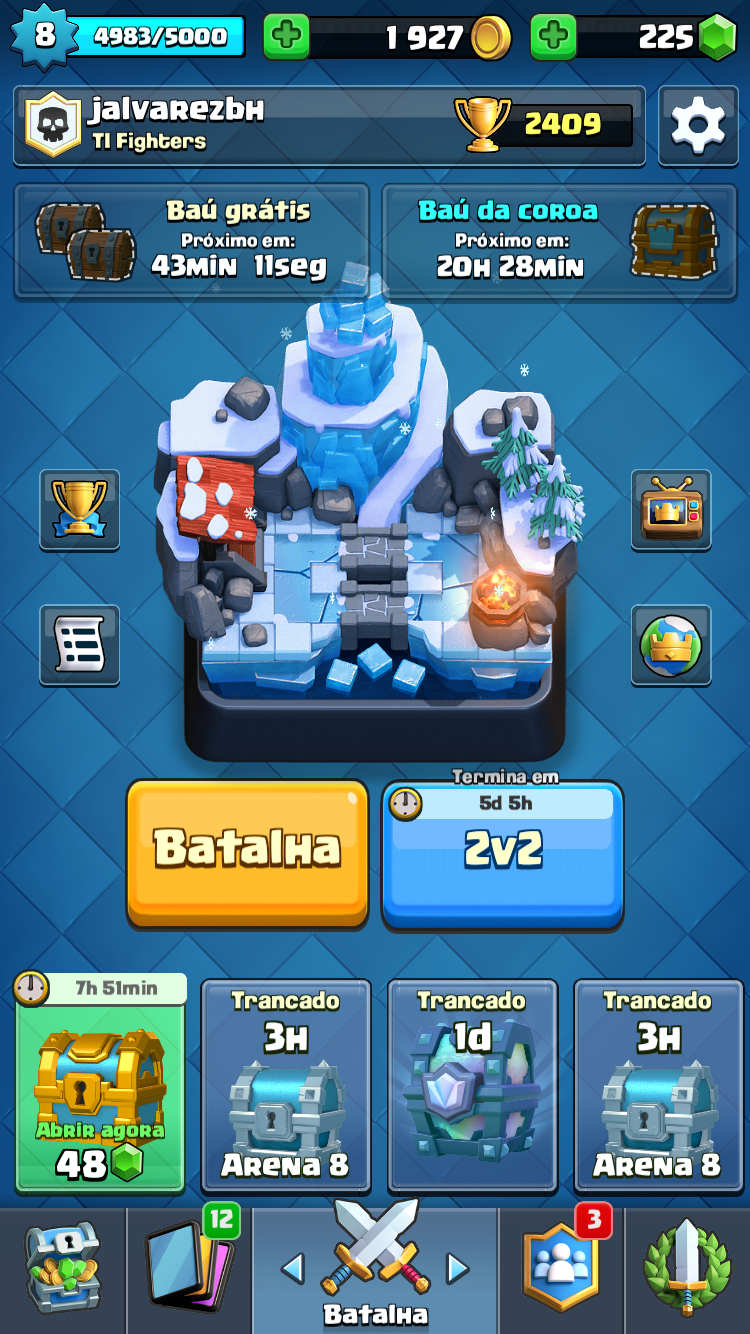 8 4983/5000 1 927 225
jalvarezbh
TI Fighters
2409
Baú grátis
Próximo em:
43min 11seg
Baú da coroa
Próximo em:
20h 28min
Batalha
Termina em
5d 5h
2v2
7h 51min
Abrir agora
48
Trancado
3h
Arena 8
Trancado
1d
Trancado
3h
Arena 8
12
Batalha
3